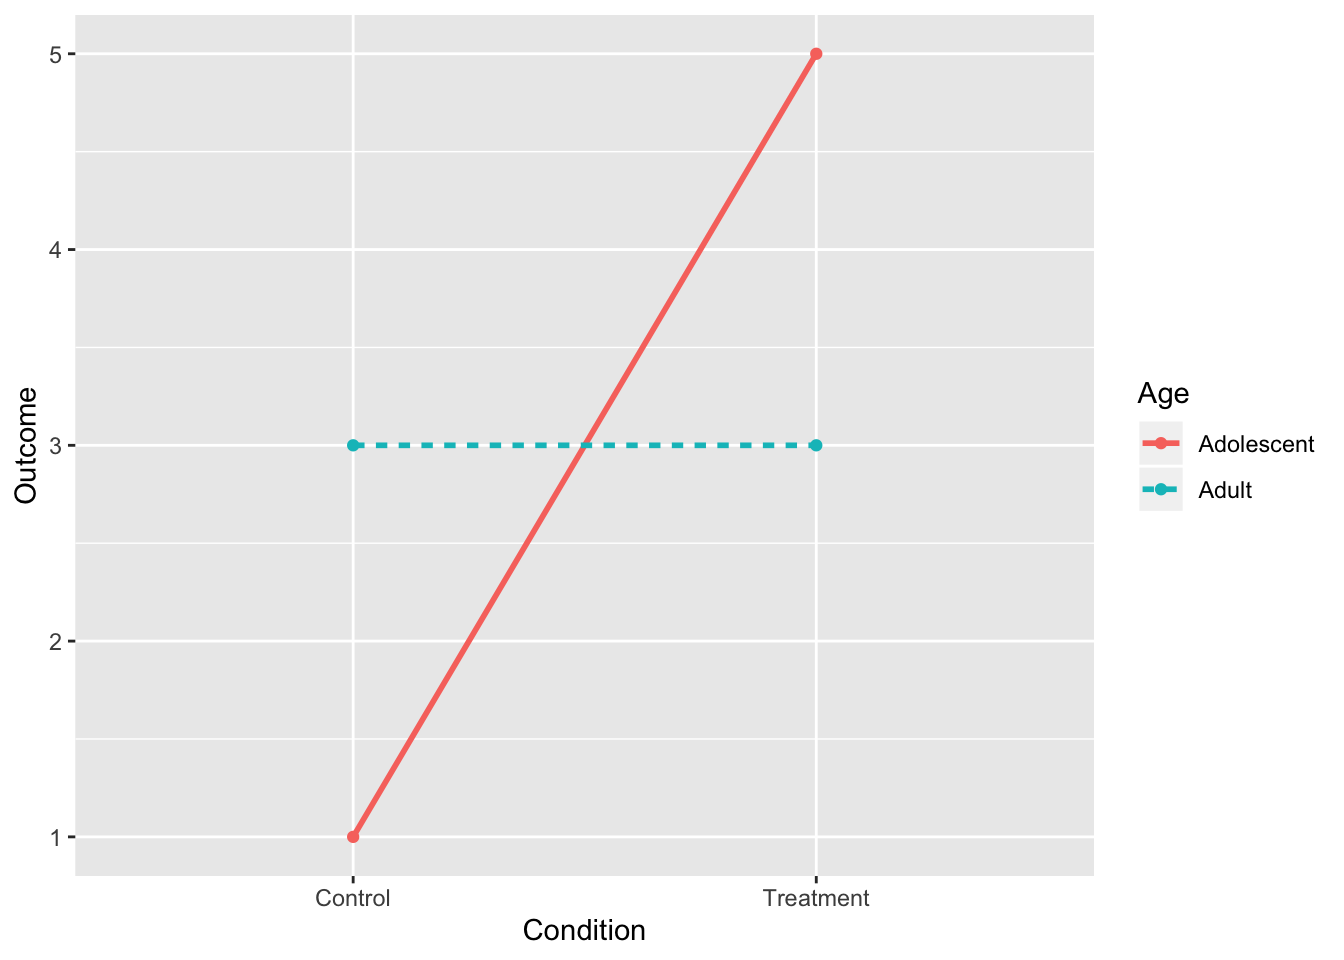 5
4
3
2
1
Outcome
Control
Treatment
Condition
Age
Adolescent
Adult